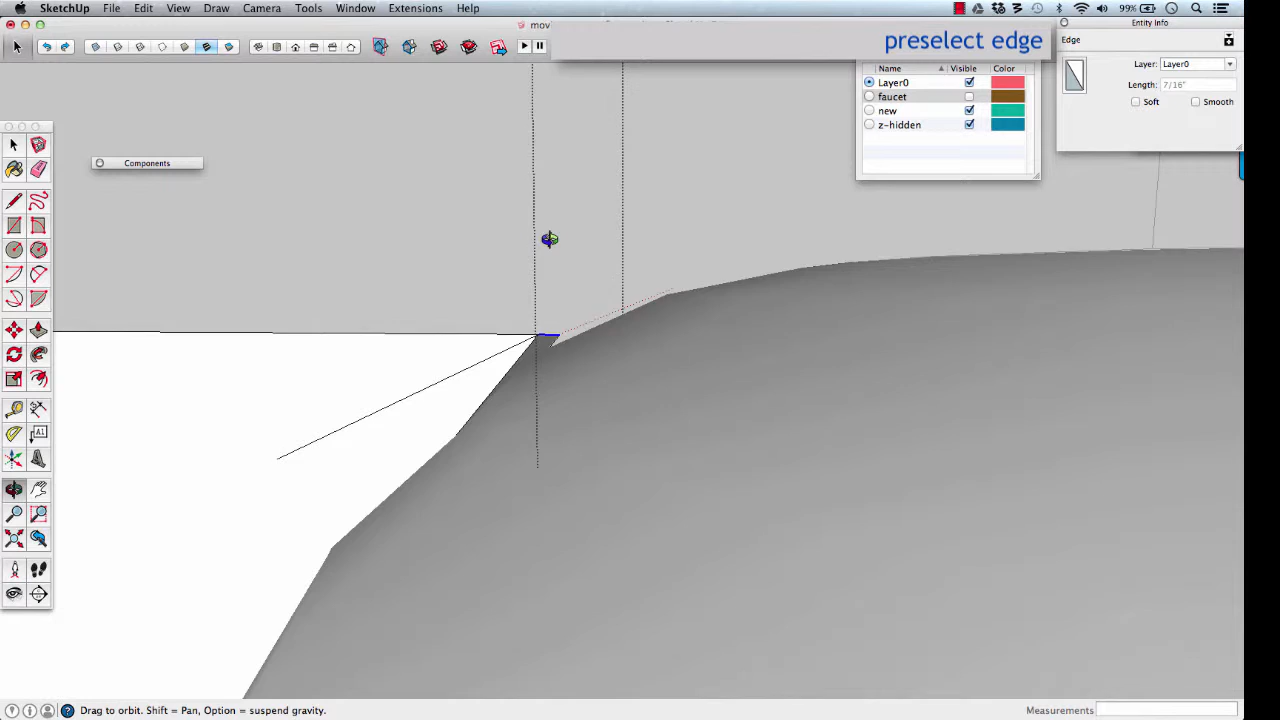 SketchUp File Edit View Draw Camera Tools Window Extensions Help 99%
preselect edge
Entity Info
Edge
Layer: Layer0
Length: 7/16"
Soft Smooth
Name Visible Color
Layer0
faucet
new
z-hidden
Components
A1
Drag to orbit. Shift = Pan, Option = suspend gravity.
Measurements